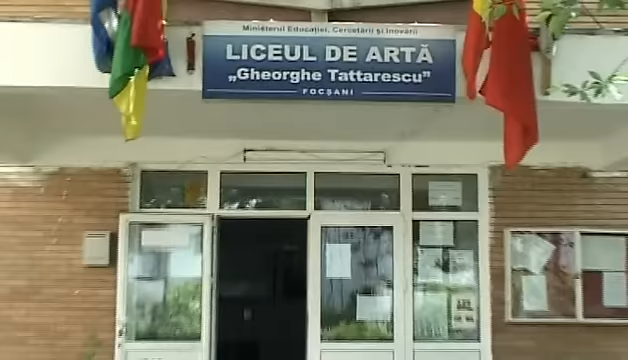 Ministerul Educației, Cercetării și Inovării
LICEUL DE ARTĂ
„Gheorghe Tattarescu”
FOCȘANI